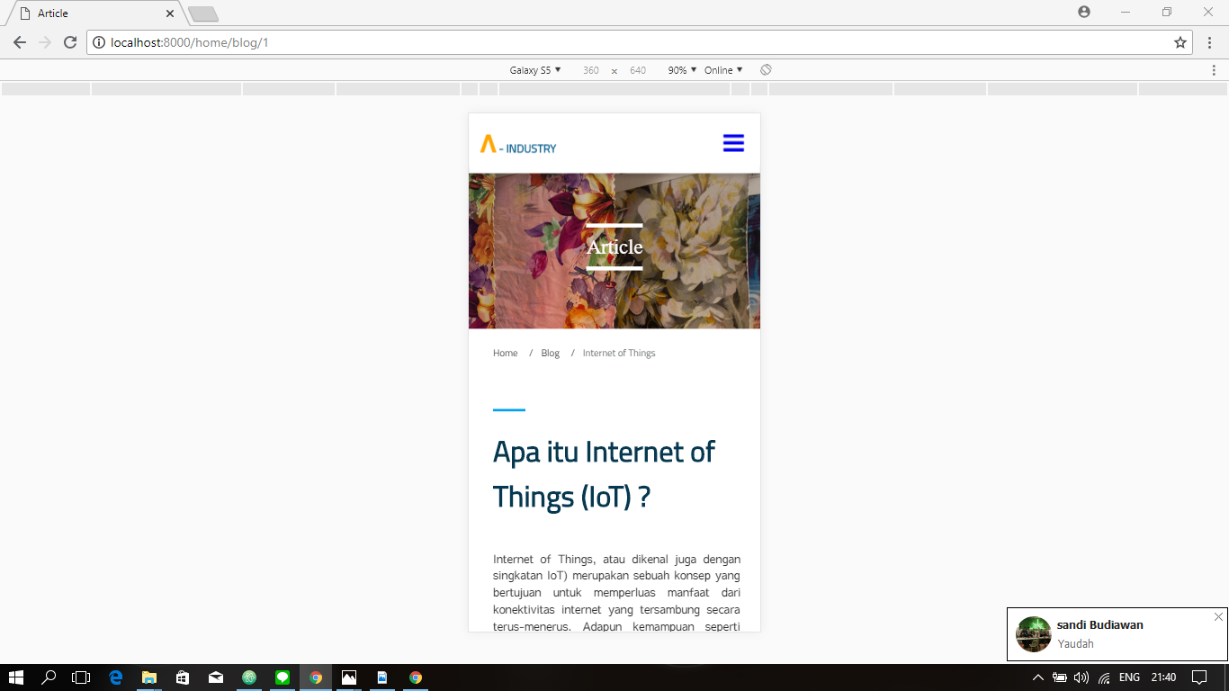 Article
localhost:8000/home/blog/1
Galaxy S5 ▼ 360 x 640 90% ▼ Online ▼
Λ - INDUSTRY
Article
Home / Blog / Internet of Things
Apa itu Internet of
Things (IoT) ?
Internet of Things, atau dikenal juga dengan
singkatan IoT) merupakan sebuah konsep yang
bertujuan untuk memperluas manfaat dari
konektivitas internet yang tersambung secara
terus-menerus. Adapun kemampuan seperti
sandi Budiawan
Yaudah
ENG 21:40